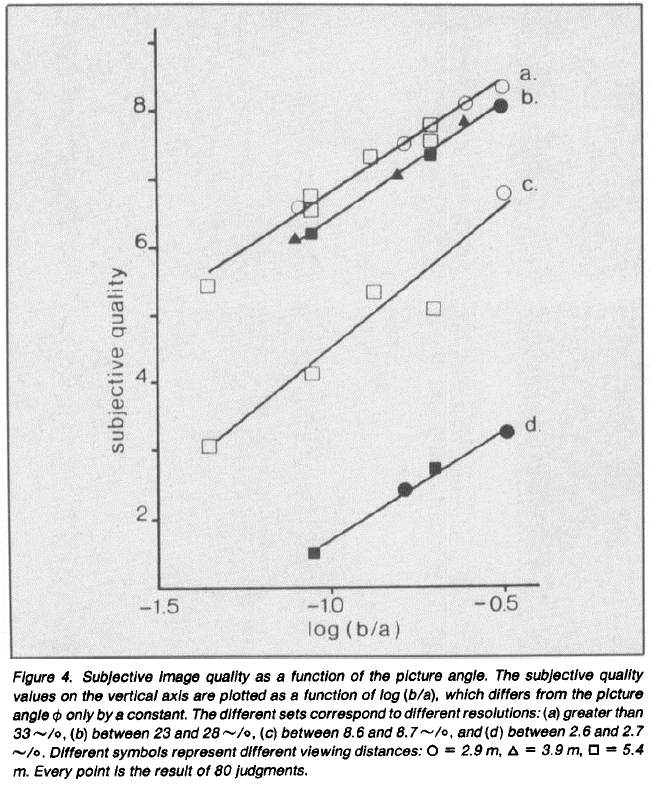 a.
b.
8
c.
6
4
d.
2
subjective quality
-1.5
-1.0
-0.5
log (b/a)
Figure 4. Subjective image quality as a function of the picture angle. The subjective quality
values on the vertical axis are plotted as a function of log (b/a), which differs from the picture
angle ϕ only by a constant. The different sets correspond to different resolutions: (a) greater than
33 ~/o, (b) between 23 and 28 ~/o, (c) between 8.6 and 8.7 ~/o, and (d) between 2.6 and 2.7
~/o. Different symbols represent different viewing distances: O = 2.9 m, △ = 3.9 m, □ = 5.4
m. Every point is the result of 80 judgments.